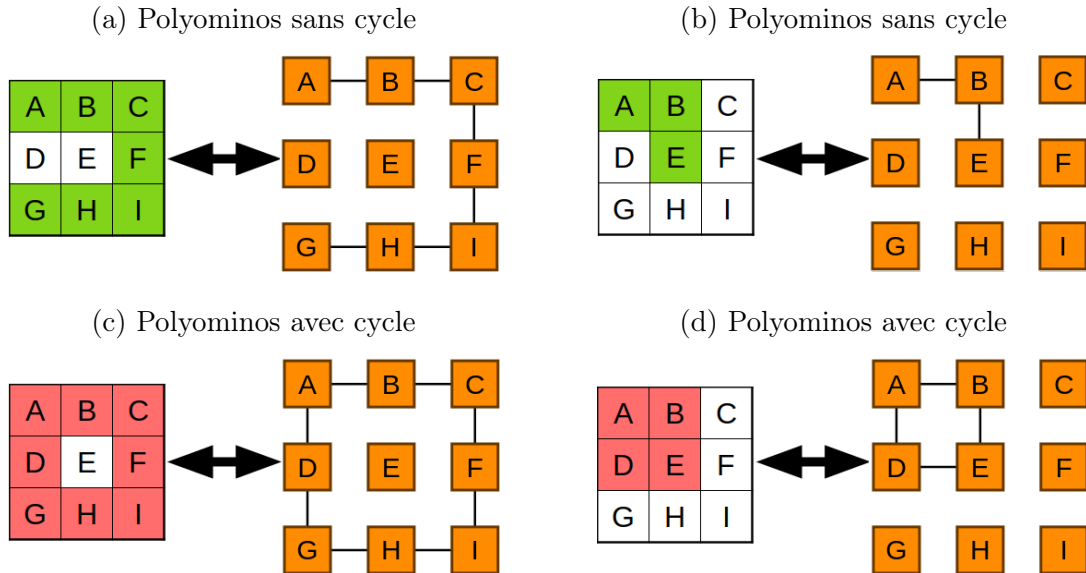 (a) Polyominos sans cycle
A B C
D E F
G H I
A B C
D E F
G H I
(b) Polyominos sans cycle
A B C
D E F
G H I
A B C
D E F
G H I
(c) Polyominos avec cycle
A B C
D E F
G H I
A B C
D E F
G H I
(d) Polyominos avec cycle
A B C
D E F
G H I
A B C
D E F
G H I